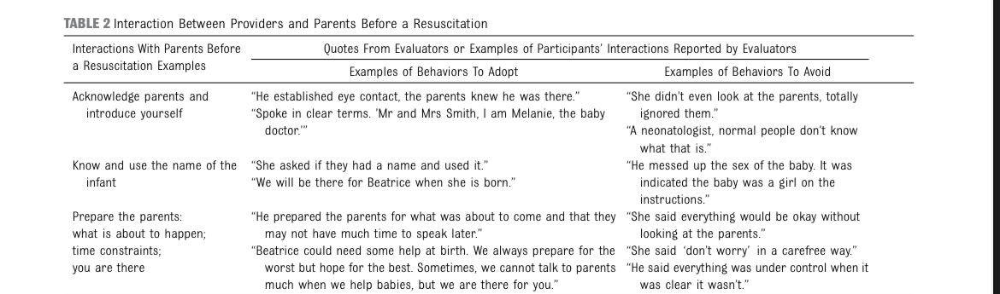 TABLE 2 Interaction Between Providers and Parents Before a Resuscitation
Interactions With Parents Before
a Resuscitation Examples
Quotes From Evaluators or Examples of Participants' Interactions Reported by Evaluators
Examples of Behaviors To Adopt
Examples of Behaviors To Avoid
Acknowledge parents and
introduce yourself
“He established eye contact, the parents knew he was there.”
“Spoke in clear terms. ‘Mr and Mrs Smith, I am Melanie, the baby
doctor.’”
“She didn't even look at the parents, totally
ignored them.”
“A neonatologist, normal people don't know
what that is.”
Know and use the name of the
infant
“She asked if they had a name and used it.”
“We will be there for Beatrice when she is born.”
“He messed up the sex of the baby. It was
indicated the baby was a girl on the
instructions.”
Prepare the parents:
what is about to happen;
time constraints;
you are there
“He prepared the parents for what was about to come and that they
may not have much time to speak later.”
“Beatrice could need some help at birth. We always prepare for the
worst but hope for the best. Sometimes, we cannot talk to parents
much when we help babies, but we are there for you.”
“She said everything would be okay without
looking at the parents.”
“She said ‘don't worry’ in a carefree way.”
“He said everything was under control when it
was clear it wasn't.”